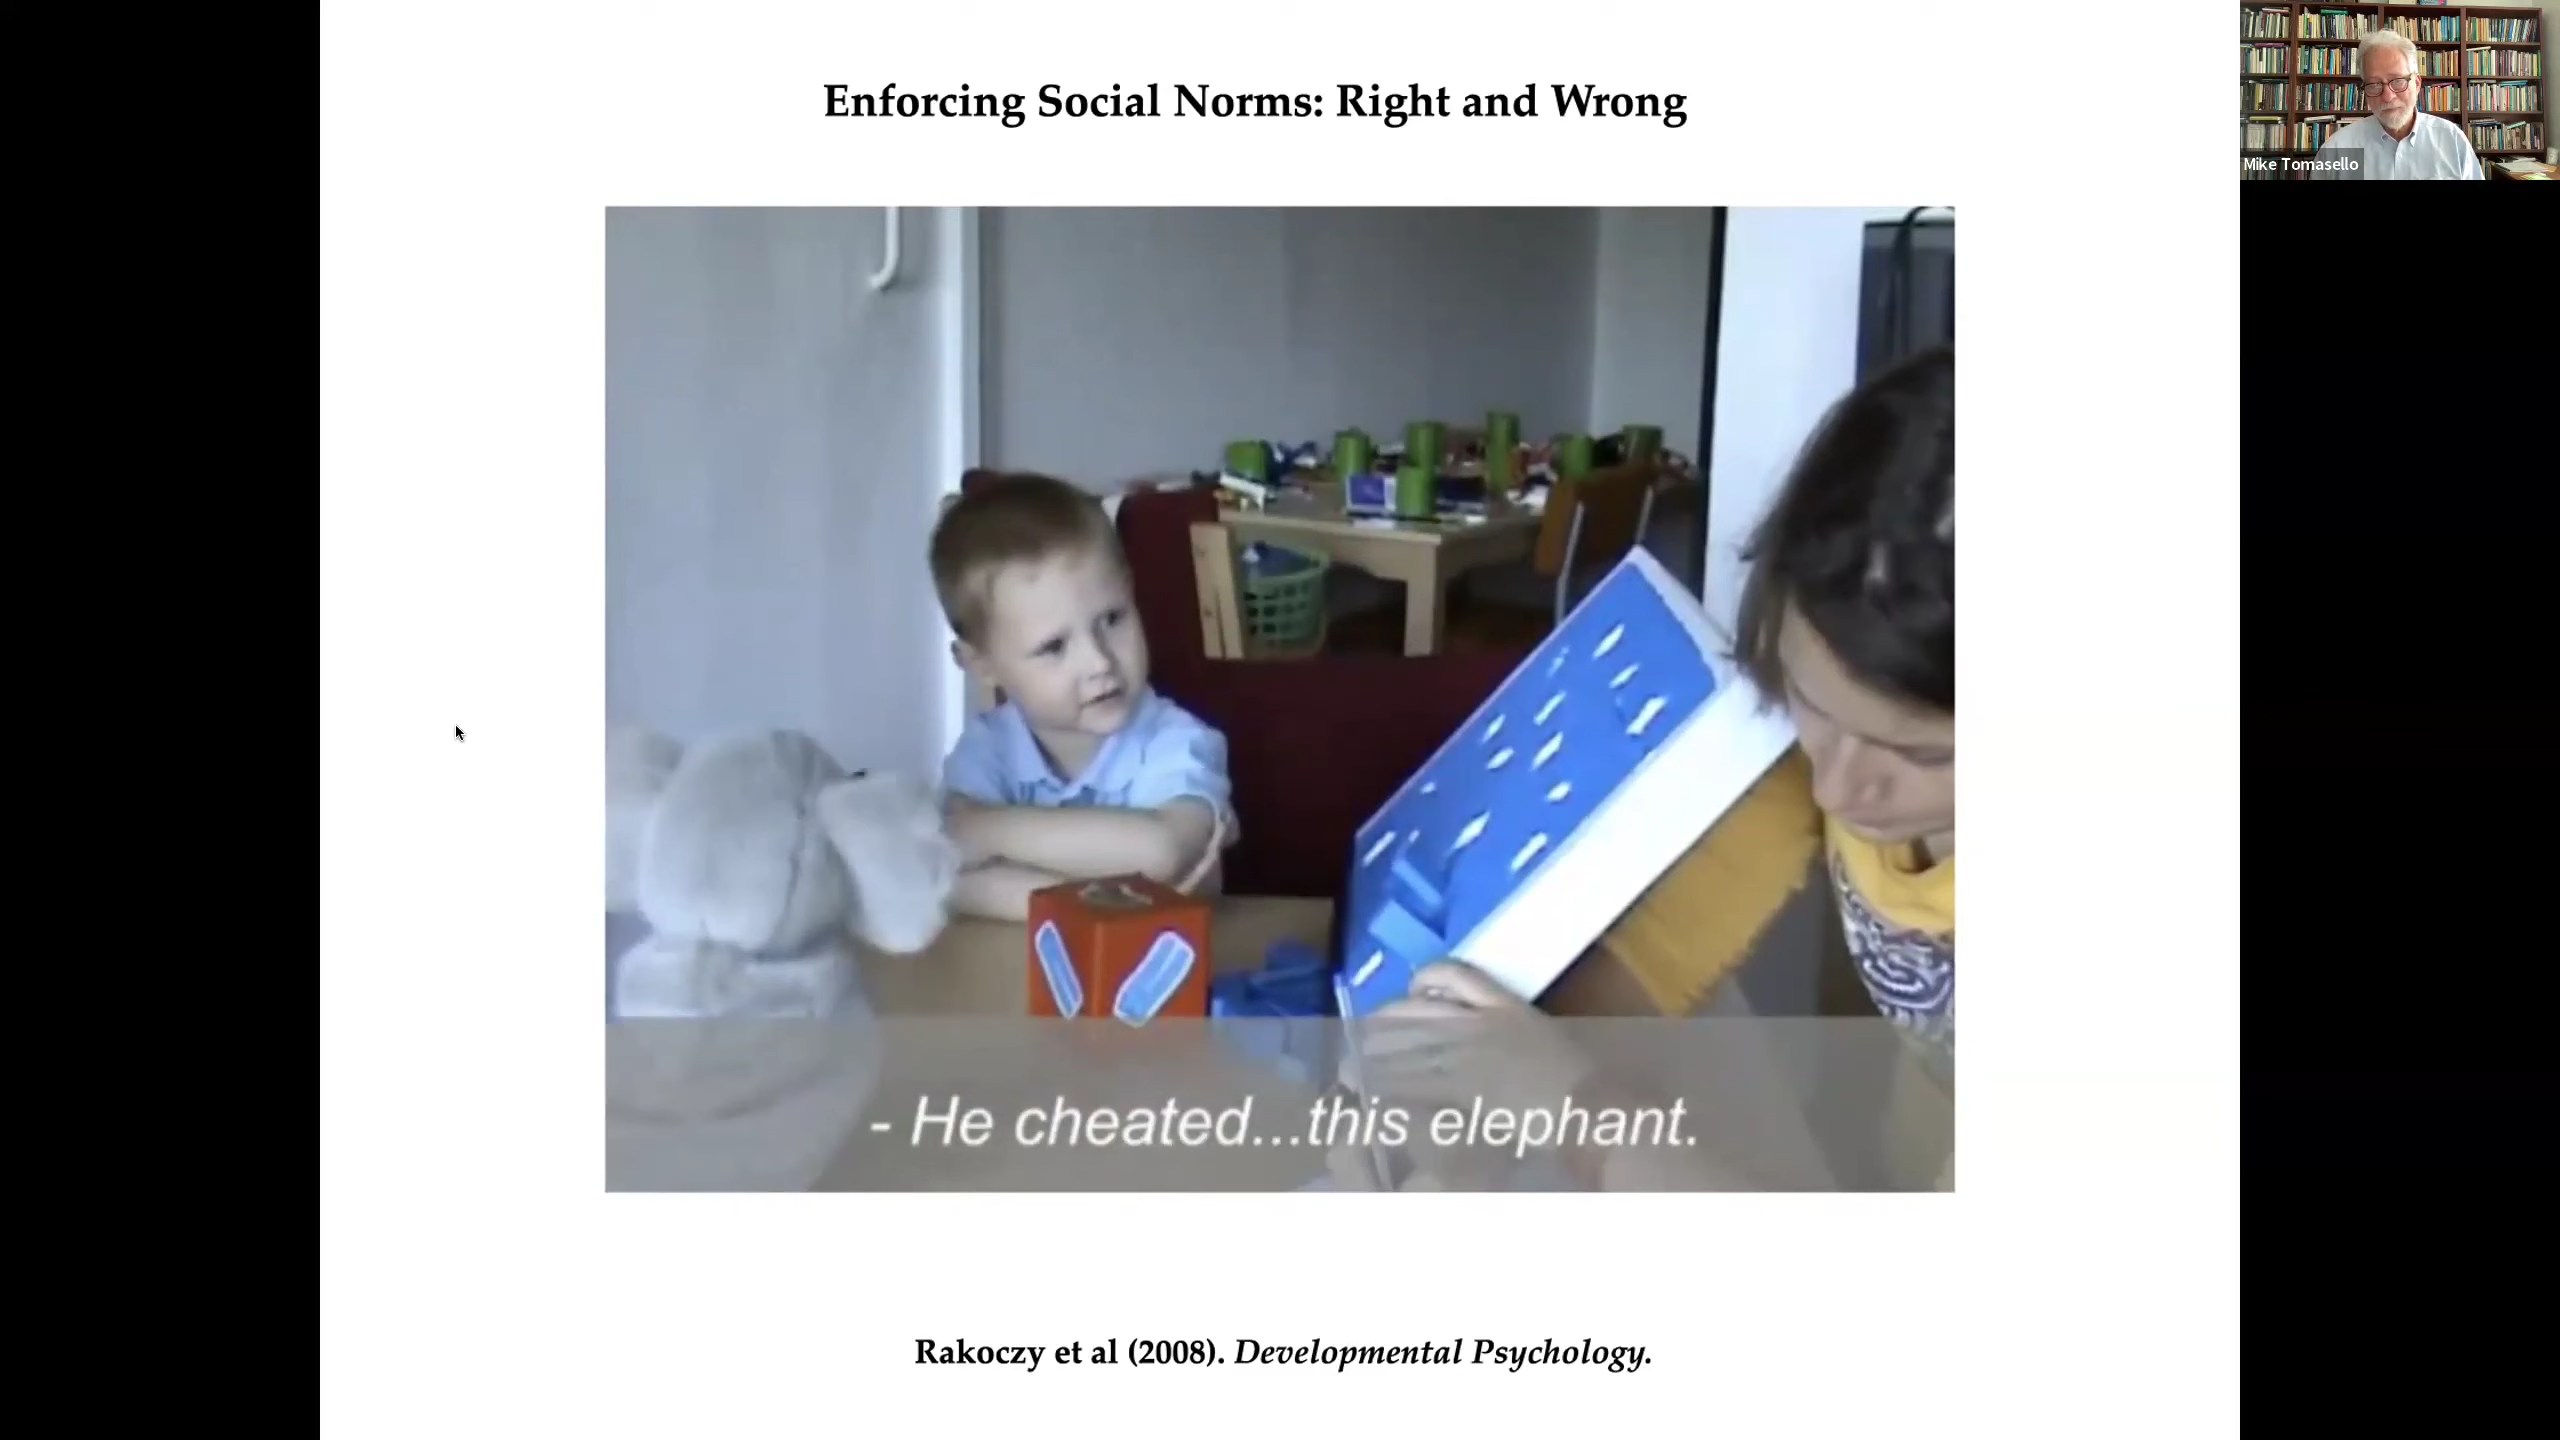 Enforcing Social Norms: Right and Wrong
Mike Tomasello
- He cheated...this elephant.
Rakoczy et al (2008). Developmental Psychology.